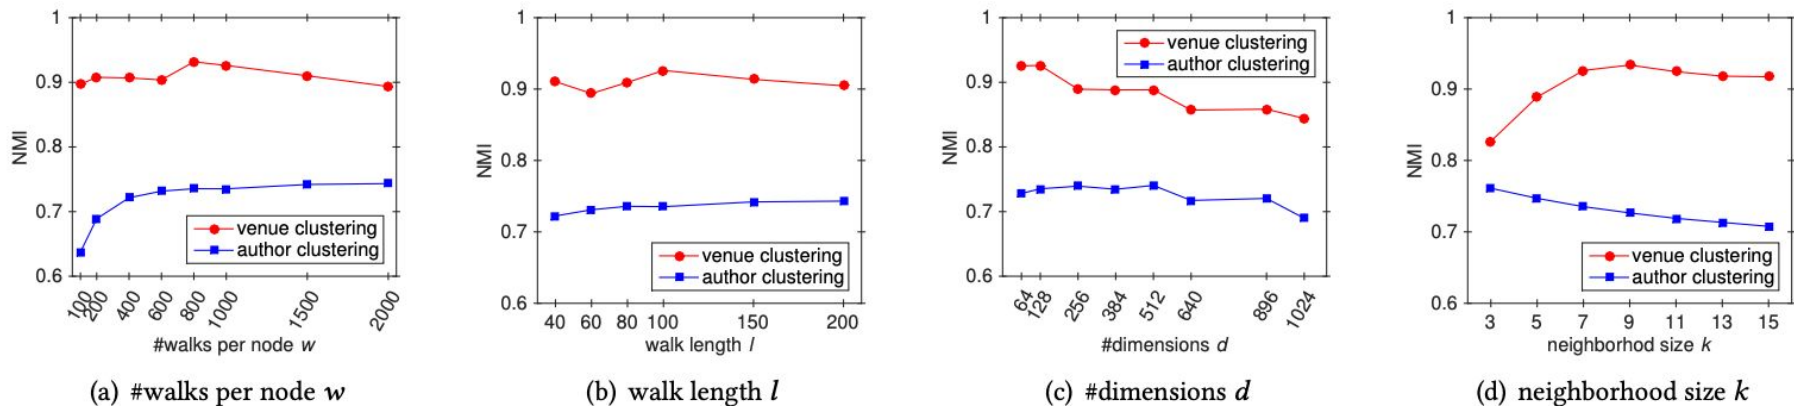 1
0.9
0.8
0.7
0.6
NMI
venue clustering
author clustering
100
200
400
600
800
1000
1500
2000
#walks per node w
(a) #walks per node w
1
0.9
0.8
0.7
0.6
NMI
venue clustering
author clustering
40 60 80 100 150 200
walk length l
(b) walk length l
1
0.9
0.8
0.7
0.6
NMI
venue clustering
author clustering
64
128
256
384
512
640
896
1024
#dimensions d
(c) #dimensions d
1
0.9
0.8
0.7
0.6
NMI
venue clustering
author clustering
3 5 7 9 11 13 15
neighborhod size k
(d) neighborhood size k